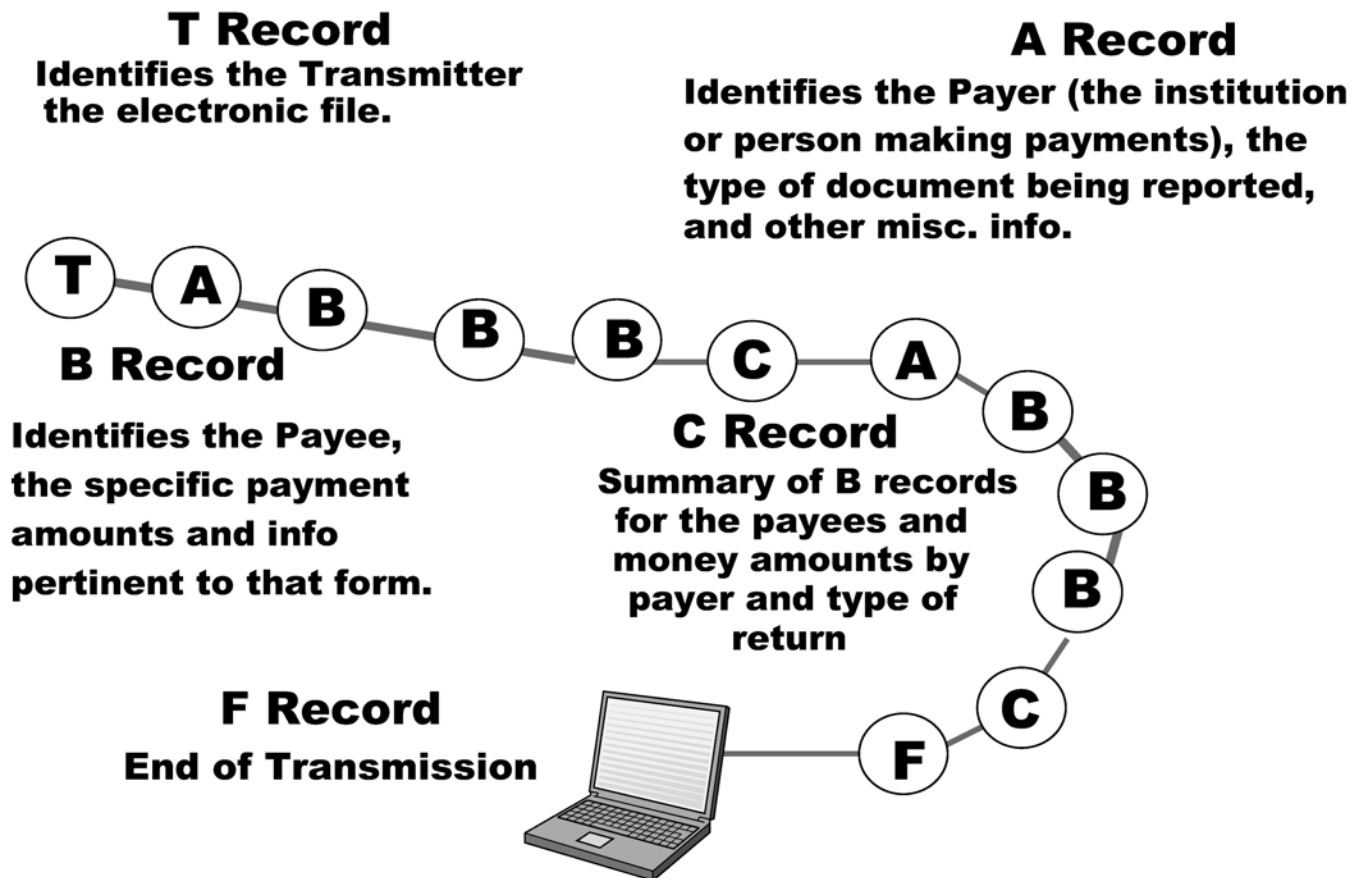 T Record
Identifies the Transmitter
the electronic file.
A Record
Identifies the Payer (the institution
or person making payments), the
type of document being reported,
and other misc. info.
T
A
B
B
B
C
A
B
B
B
C
F
B Record
Identifies the Payee,
the specific payment
amounts and info
pertinent to that form.
C Record
Summary of B records
for the payees and
money amounts by
payer and type of
return
F Record
End of Transmission